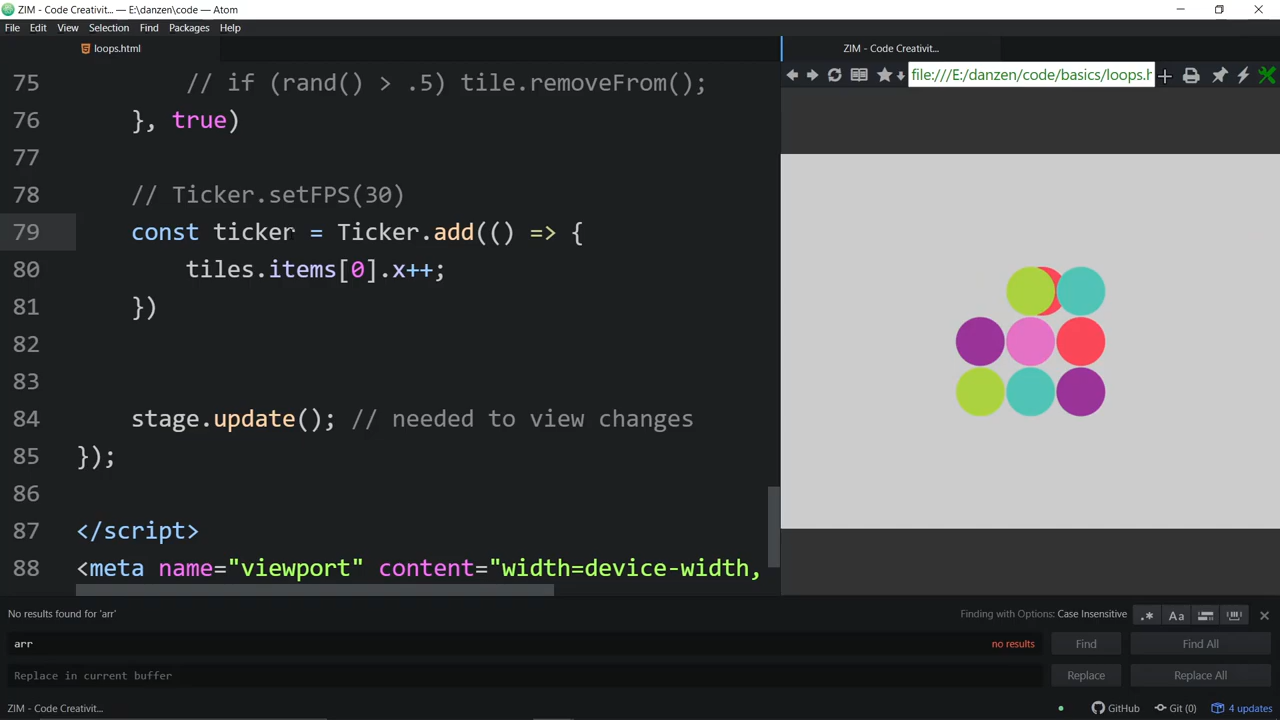 ZIM - Code Creativit... — E:\danzen\code — Atom
File Edit View Selection Find Packages Help
loops.html
ZIM - Code Creativit...
file:///E:/danzen/code/basics/loops.h
75 // if (rand() > .5) tile.removeFrom();
76 }, true)
77
78 // Ticker.setFPS(30)
79 const ticker = Ticker.add(() => {
80 tiles.items[0].x++;
81 })
82
83
84 stage.update(); // needed to view changes
85 });
86
87 </script>
88 <meta name="viewport" content="width=device-width,
No results found for 'arr'
Finding with Options: Case Insensitive
.* Aa
arr
no results
Find
Find All
Replace in current buffer
Replace
Replace All
ZIM - Code Creativit...
GitHub
Git (0)
4 updates